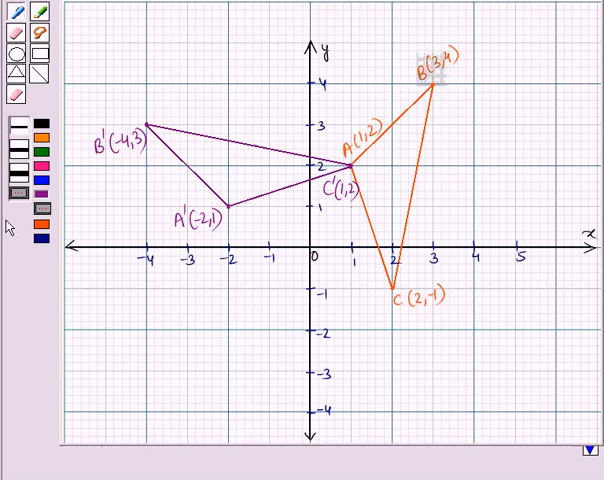 y
B(3,4)
4
B'(-4,3)
3
A(1,2)
2
C'(1,2)
A'(-2,1)
1
x
-4 -3 -2 0 1 2 3 4 5
-1
C(2,-1)
-2
-3
-4